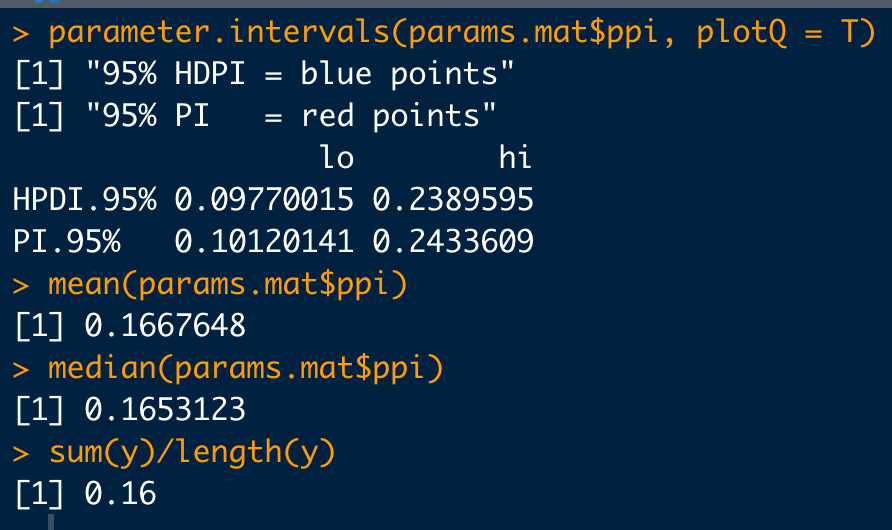 > parameter.intervals(params.mat$ppi, plotQ = T)
[1] "95% HDPI = blue points"
[1] "95% PI   = red points"
                 lo        hi
HPDI.95% 0.09770015 0.2389595
PI.95%   0.10120141 0.2433609
> mean(params.mat$ppi)
[1] 0.1667648
> median(params.mat$ppi)
[1] 0.1653123
> sum(y)/length(y)
[1] 0.16